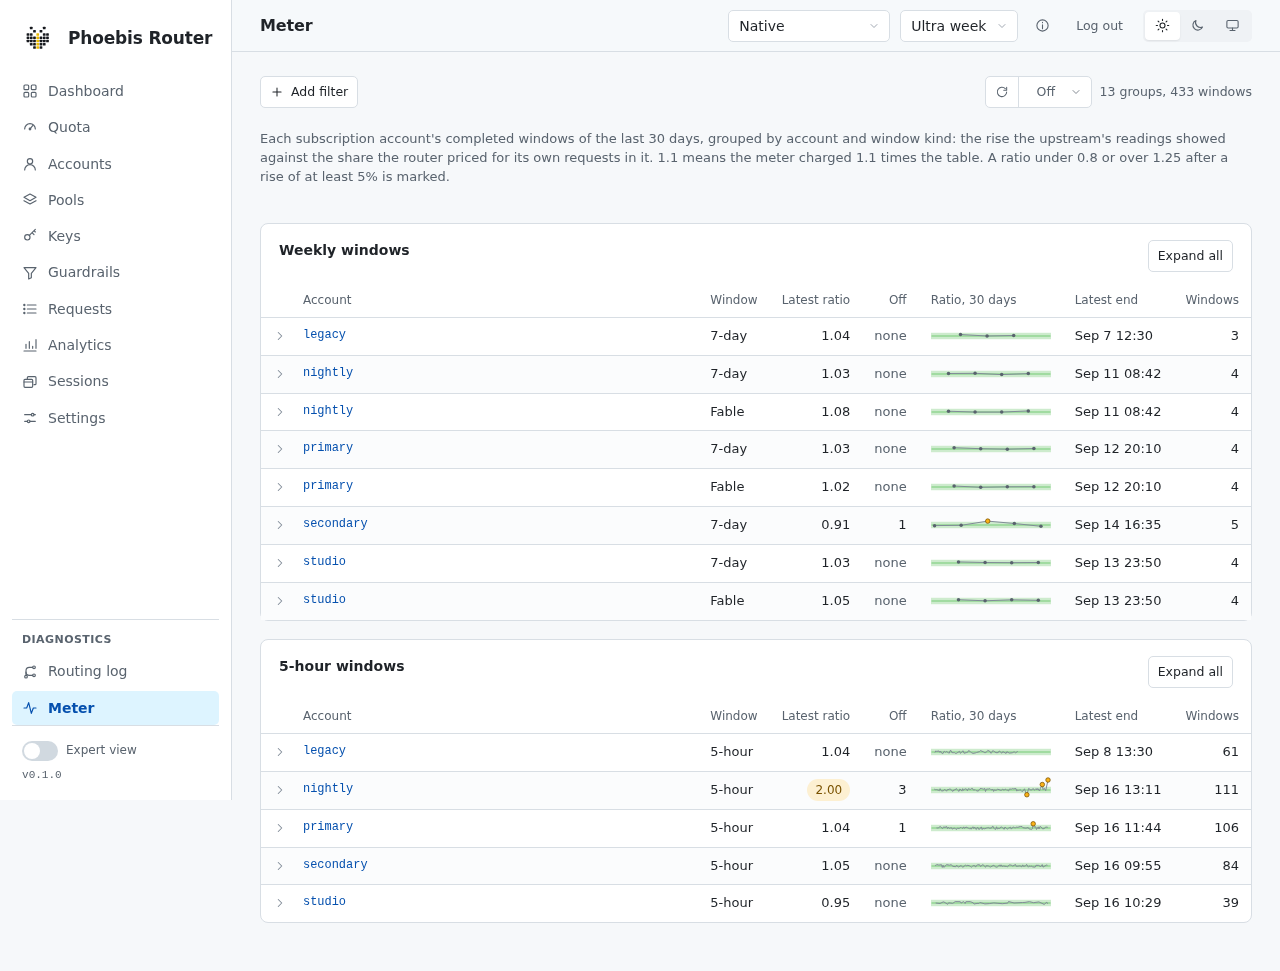 Phoebis Router
Dashboard
Quota
Accounts
Pools
Keys
Guardrails
Requests
Analytics
Sessions
Settings
DIAGNOSTICS
Routing log
Meter
Expert view
v0.1.0
Meter
Native
Ultra week
Log out
Add filter
Off
13 groups, 433 windows
Each subscription account's completed windows of the last 30 days, grouped by account and window kind: the rise the upstream's readings showed
against the share the router priced for its own requests in it. 1.1 means the meter charged 1.1 times the table. A ratio under 0.8 or over 1.25 after a
rise of at least 5% is marked.
Weekly windows
Expand all
Account Window Latest ratio Off Ratio, 30 days Latest end Windows
legacy 7-day 1.04 none Sep 7 12:30 3
nightly 7-day 1.03 none Sep 11 08:42 4
nightly Fable 1.08 none Sep 11 08:42 4
primary 7-day 1.03 none Sep 12 20:10 4
primary Fable 1.02 none Sep 12 20:10 4
secondary 7-day 0.91 1 Sep 14 16:35 5
studio 7-day 1.03 none Sep 13 23:50 4
studio Fable 1.05 none Sep 13 23:50 4
5-hour windows
Expand all
Account Window Latest ratio Off Ratio, 30 days Latest end Windows
legacy 5-hour 1.04 none Sep 8 13:30 61
nightly 5-hour 2.00 3 Sep 16 13:11 111
primary 5-hour 1.04 1 Sep 16 11:44 106
secondary 5-hour 1.05 none Sep 16 09:55 84
studio 5-hour 0.95 none Sep 16 10:29 39